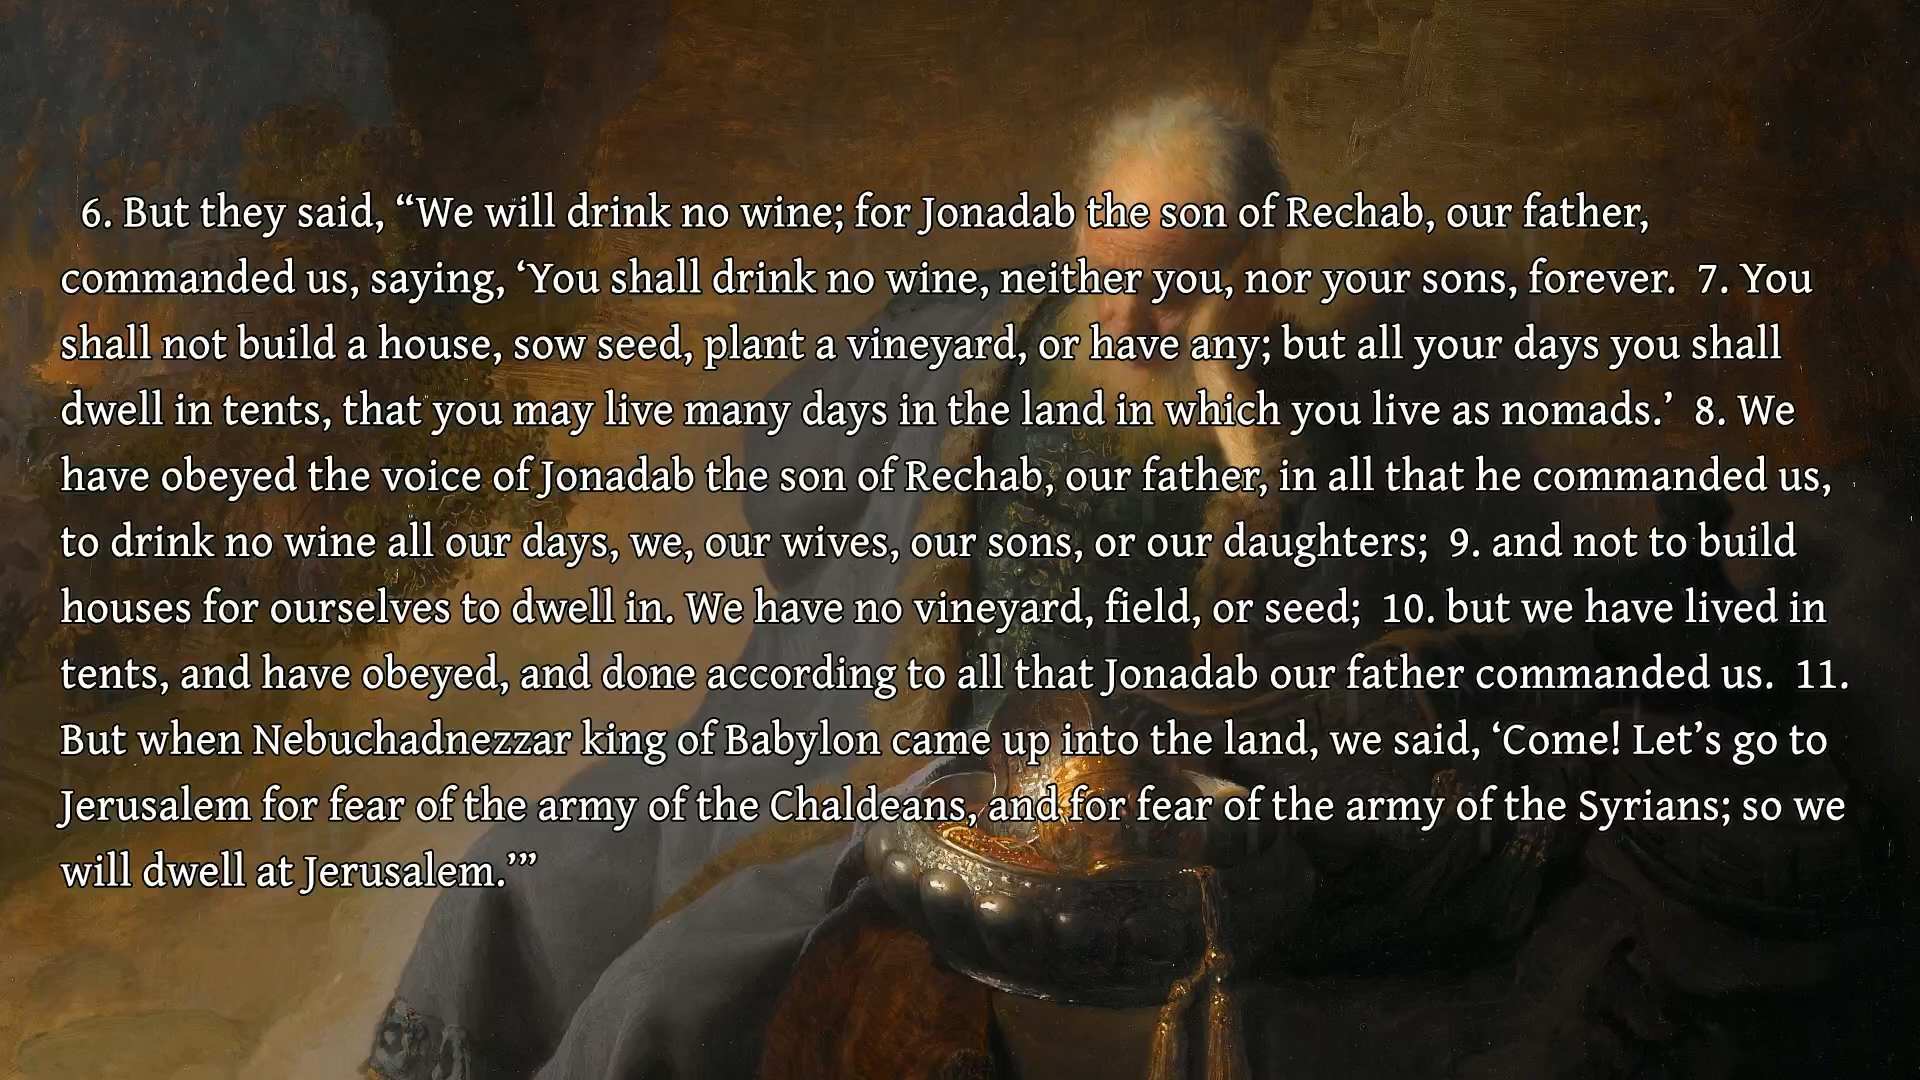 6. But they said, “We will drink no wine; for Jonadab the son of Rechab, our father,
commanded us, saying, ‘You shall drink no wine, neither you, nor your sons, forever. 7. You
shall not build a house, sow seed, plant a vineyard, or have any; but all your days you shall
dwell in tents, that you may live many days in the land in which you live as nomads.’ 8. We
have obeyed the voice of Jonadab the son of Rechab, our father, in all that he commanded us,
to drink no wine all our days, we, our wives, our sons, or our daughters; 9. and not to build
houses for ourselves to dwell in. We have no vineyard, field, or seed; 10. but we have lived in
tents, and have obeyed, and done according to all that Jonadab our father commanded us. 11.
But when Nebuchadnezzar king of Babylon came up into the land, we said, ‘Come! Let’s go to
Jerusalem for fear of the army of the Chaldeans, and for fear of the army of the Syrians; so we
will dwell at Jerusalem.’”